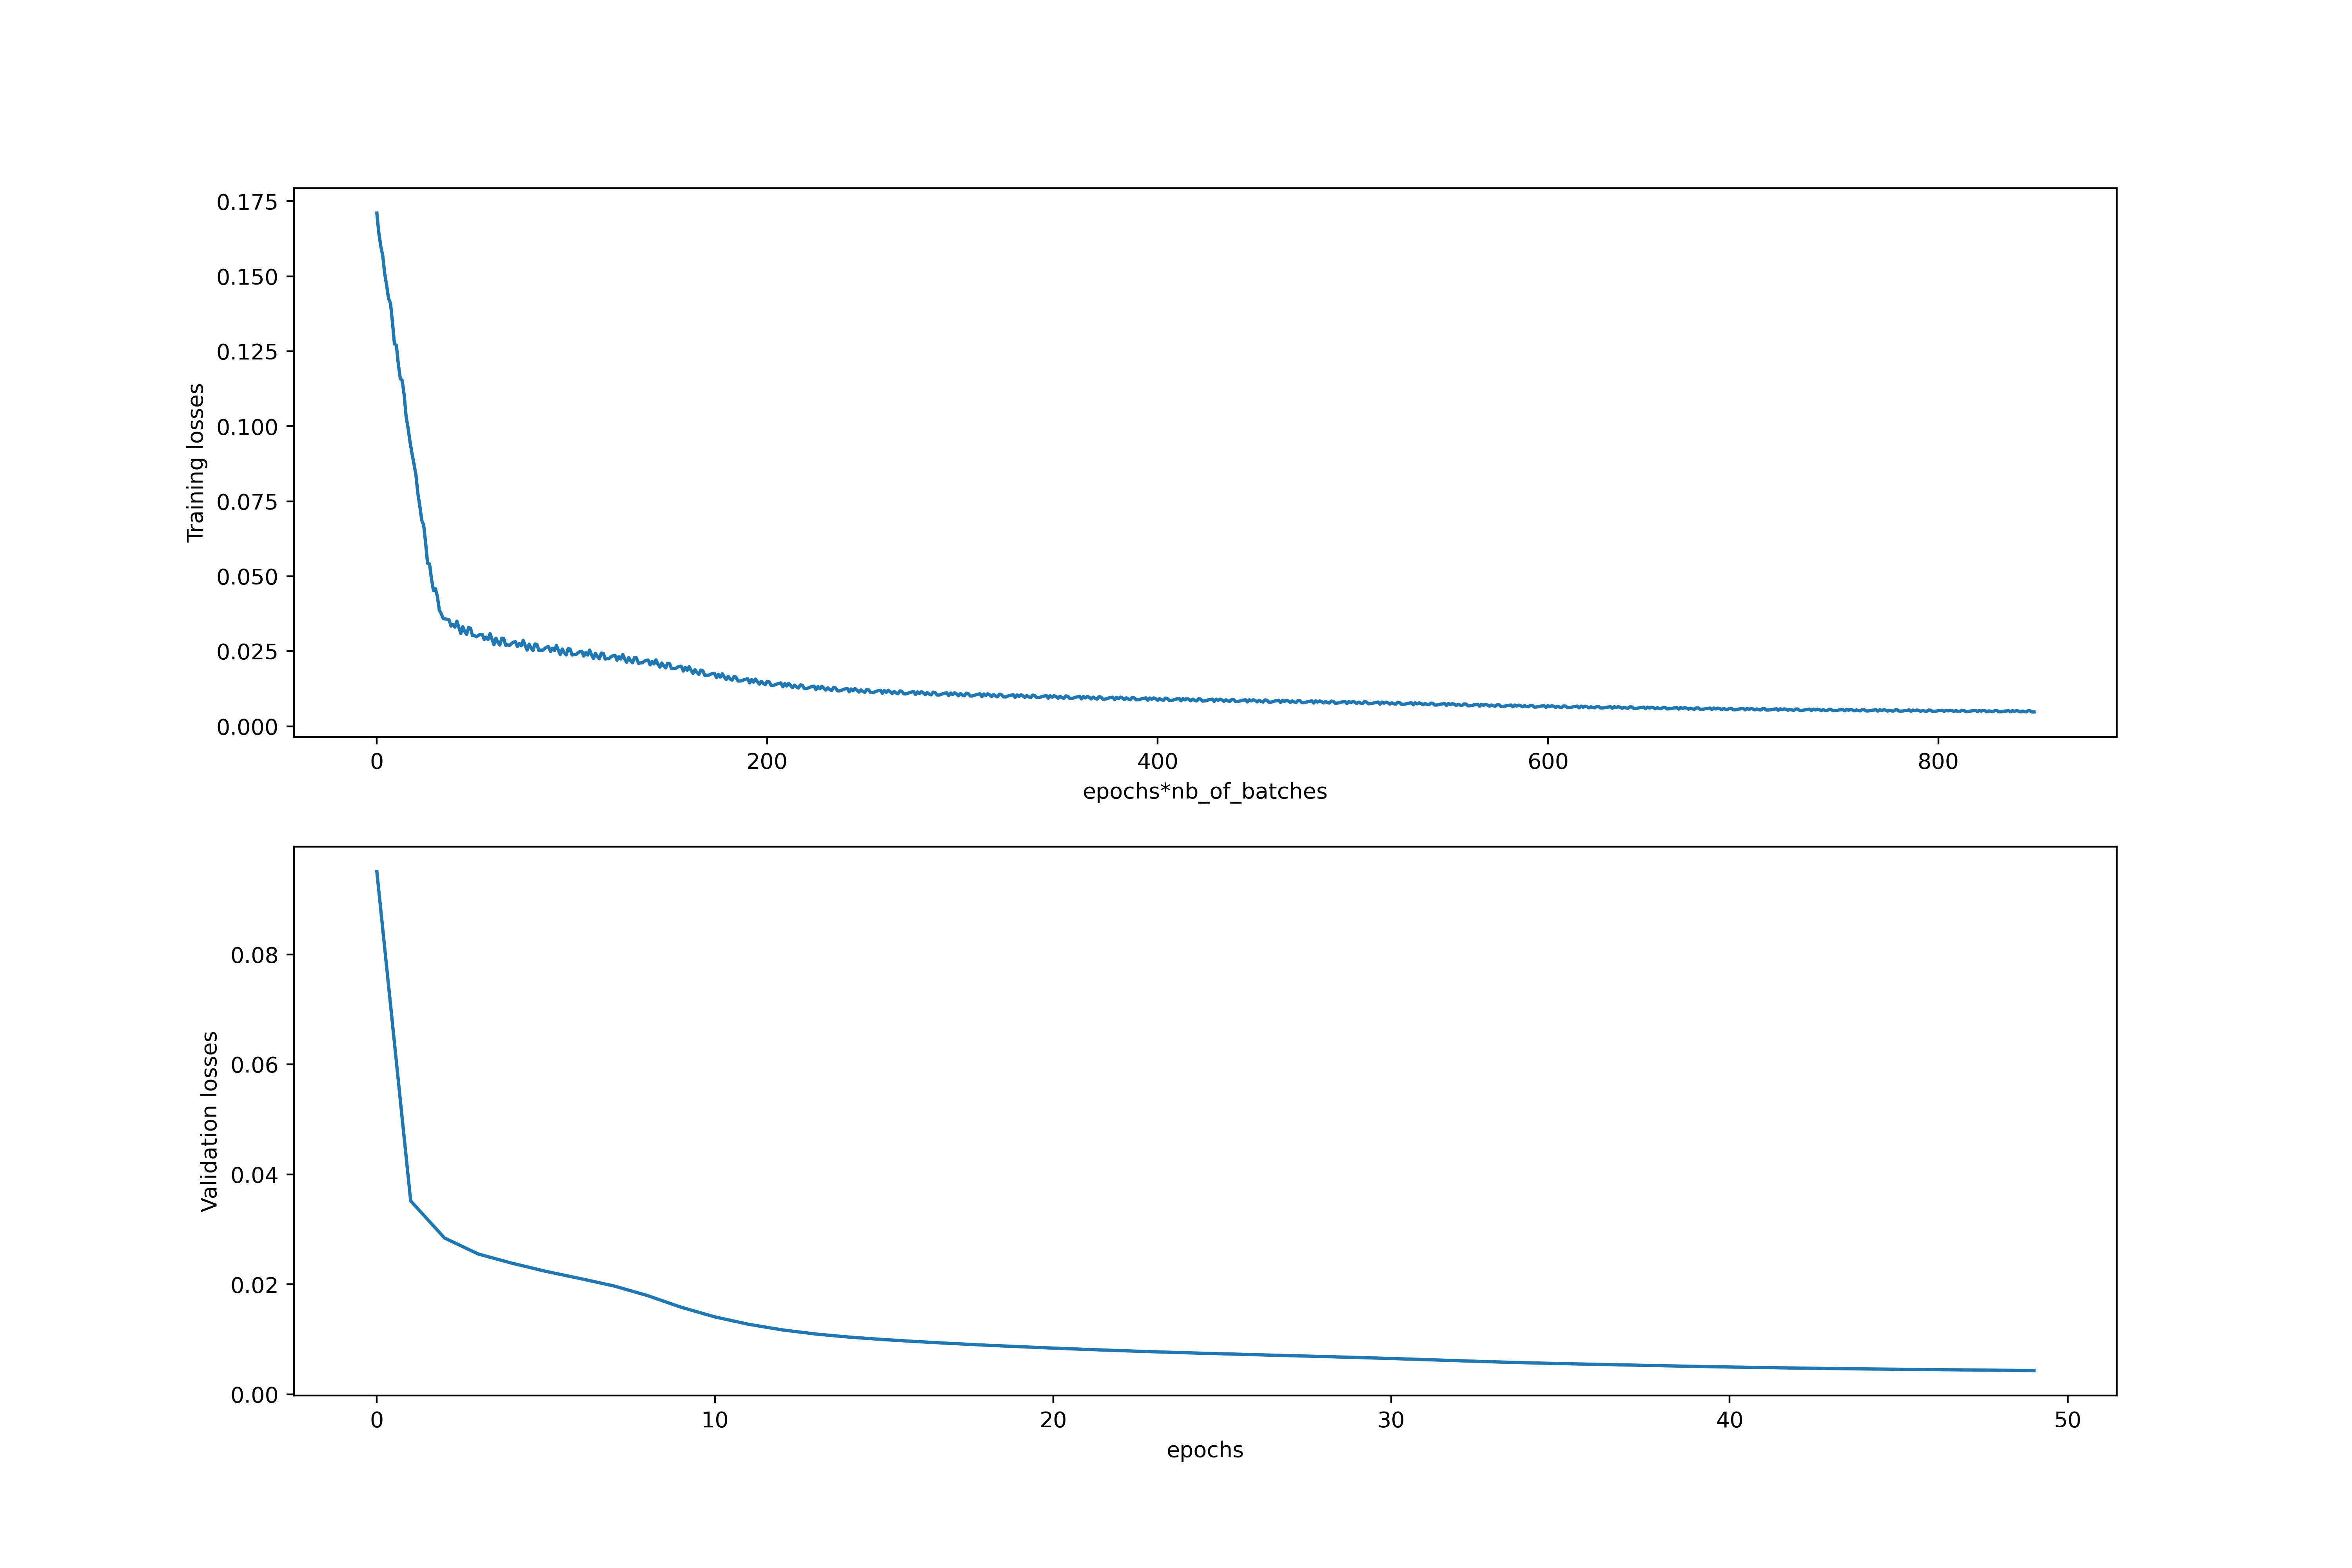 0.175
0.150
0.125
0.100
0.075
0.050
0.025
0.000
Training losses
0 200 400 600 800
epochs*nb_of_batches
0.08
0.06
0.04
0.02
0.00
Validation losses
0 10 20 30 40 50
epochs